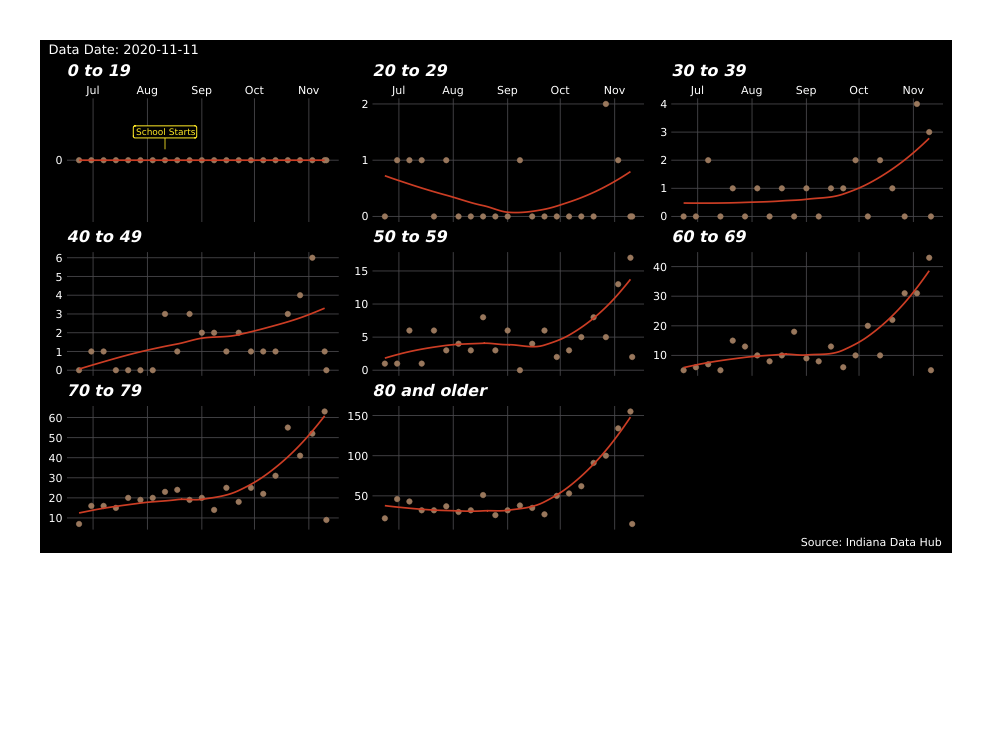 Data Date: 2020-11-11
0 to 19
20 to 29
30 to 39
Jul Aug Sep Oct Nov
Jul Aug Sep Oct Nov
Jul Aug Sep Oct Nov
School Starts
0
2
1
0
4
3
2
1
0
40 to 49
50 to 59
60 to 69
6
5
4
3
2
1
0
15
10
5
0
40
30
20
10
70 to 79
80 and older
60
50
40
30
20
10
150
100
50
Source: Indiana Data Hub